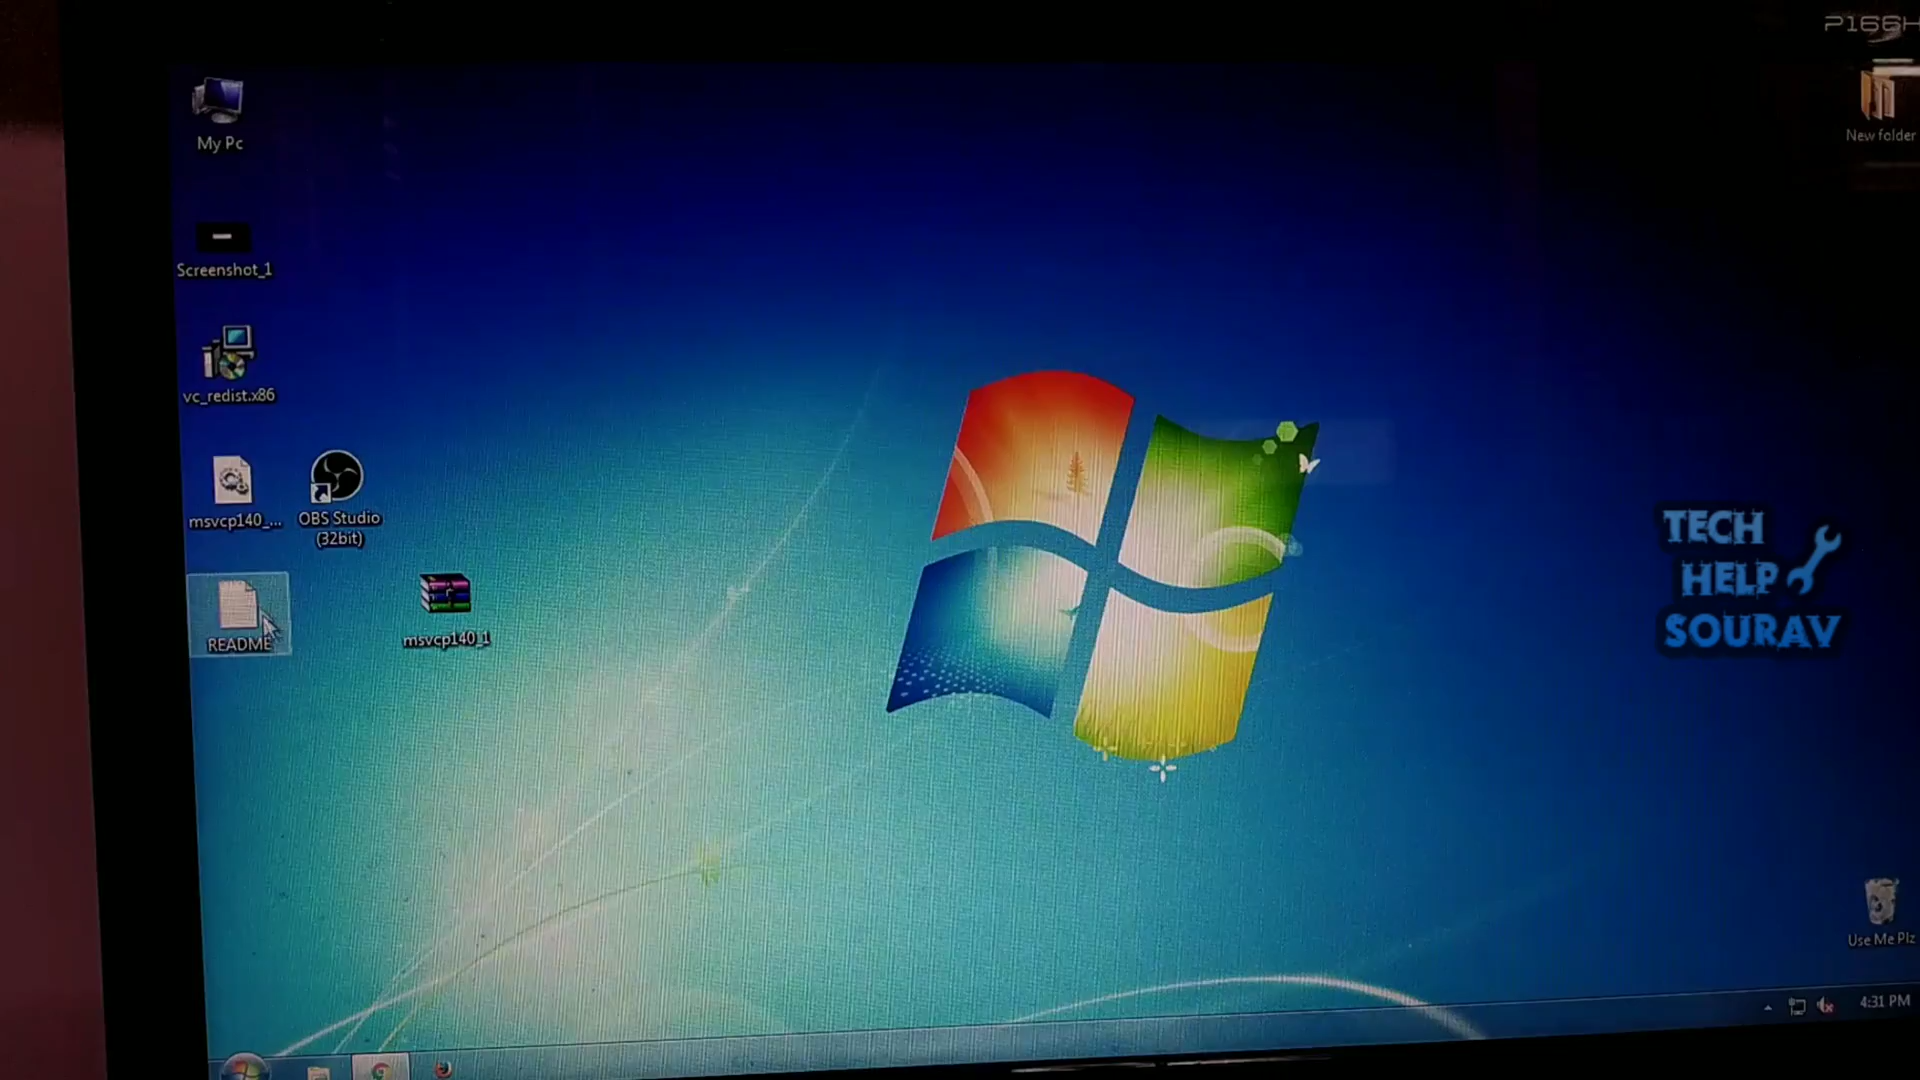 P166H
My Pc
New folder
Screenshot_1
vc_redist.x86
msvcp140_...
OBS Studio
(32bit)
README
msvcp140_1
TECH
HELP
SOURAV
Use Me Plz
4:31 PM